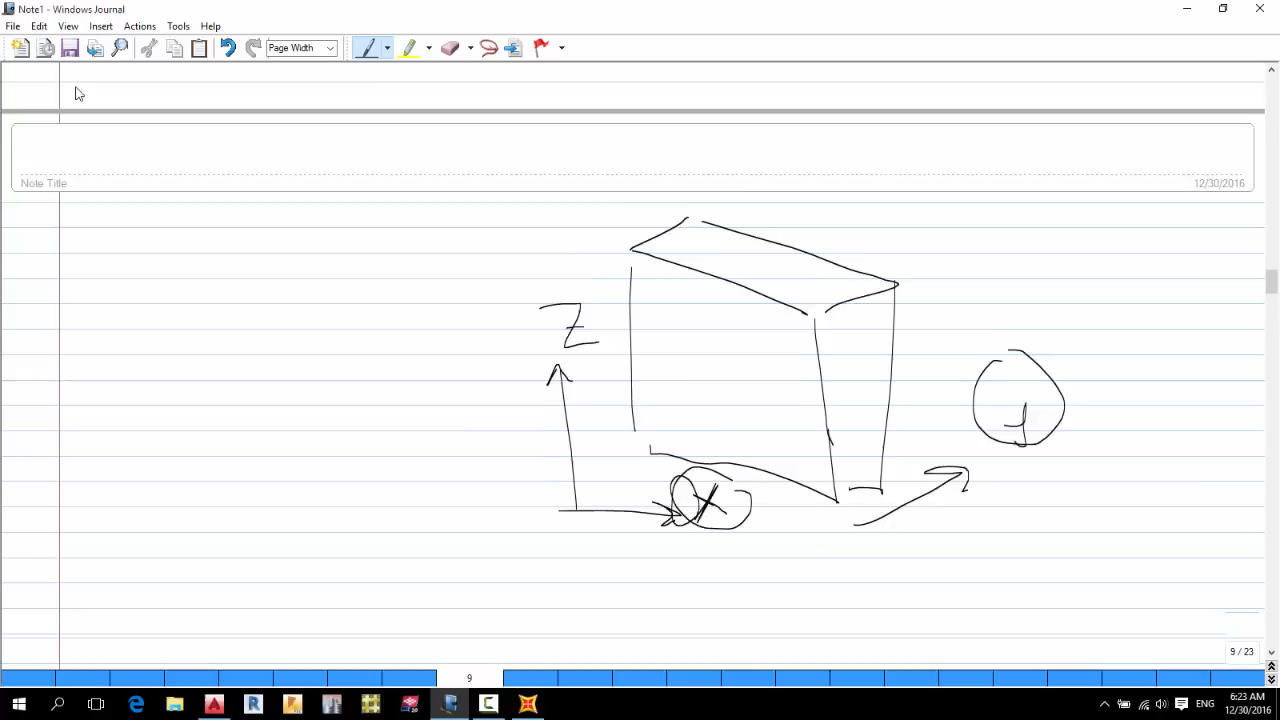 Note1 - Windows Journal
File Edit View Insert Actions Tools Help
Page Width
Note Title
12/30/2016
Z
y
X
9 / 23
9
ENG
6:23 AM
12/30/2016